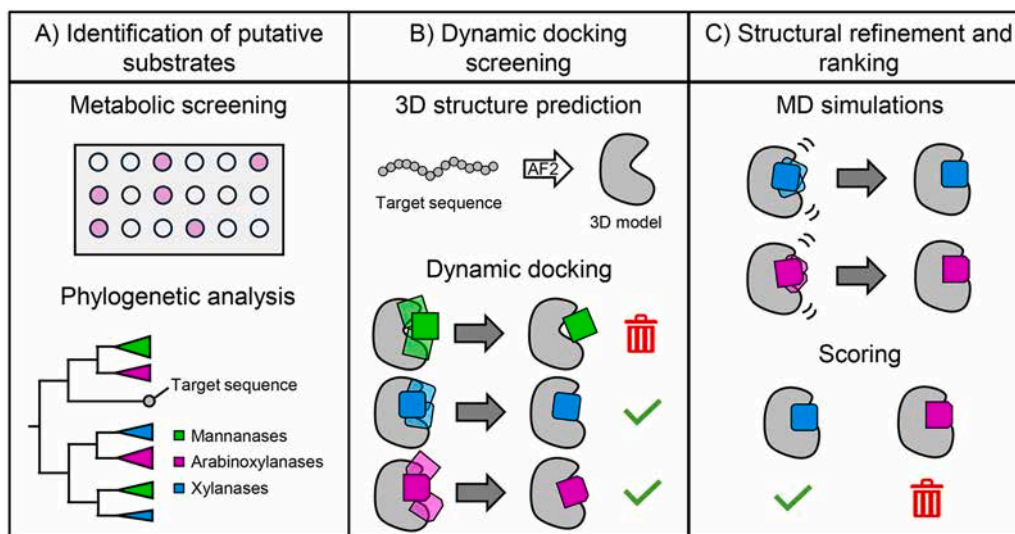 A) Identification of putative
substrates
Metabolic screening
Phylogenetic analysis
Target sequence
Mannanases
Arabinoxylanases
Xylanases
B) Dynamic docking
screening
3D structure prediction
AF2
Target sequence
3D model
Dynamic docking
C) Structural refinement and
ranking
MD simulations
Scoring